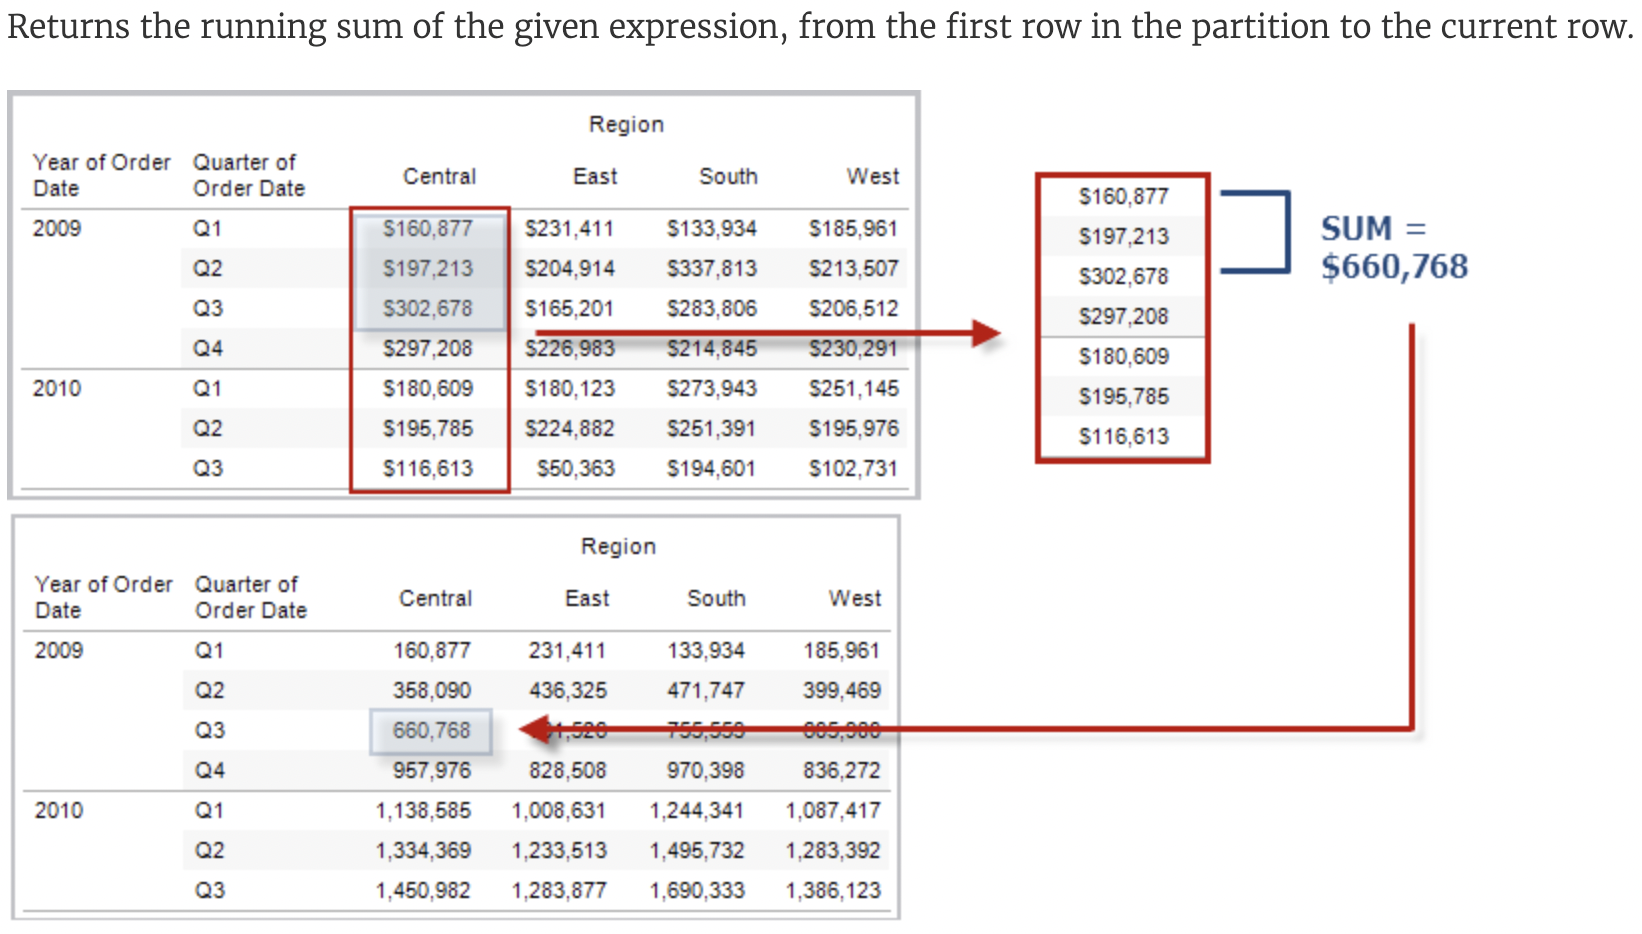 Returns the running sum of the given expression, from the first row in the partition to the current row.
Region
Year of Order Date Quarter of Order Date Central East South West
2009 Q1 $160,877 $231,411 $133,934 $185,961
Q2 $197,213 $204,914 $337,813 $213,507
Q3 $302,678 $165,201 $283,806 $206,512
Q4 $297,208 $226,983 $214,845 $230,291
2010 Q1 $180,609 $180,123 $273,943 $251,145
Q2 $195,785 $224,882 $251,391 $195,976
Q3 $116,613 $50,363 $194,601 $102,731
$160,877
$197,213
$302,678
$297,208
$180,609
$195,785
$116,613
SUM =
$660,768
Region
Year of Order Date Quarter of Order Date Central East South West
2009 Q1 160,877 231,411 133,934 185,961
Q2 358,090 436,325 471,747 399,469
Q3 660,768
Q4 957,976 828,508 970,398 836,272
2010 Q1 1,138,585 1,008,631 1,244,341 1,087,417
Q2 1,334,369 1,233,513 1,495,732 1,283,392
Q3 1,450,982 1,283,877 1,690,333 1,386,123